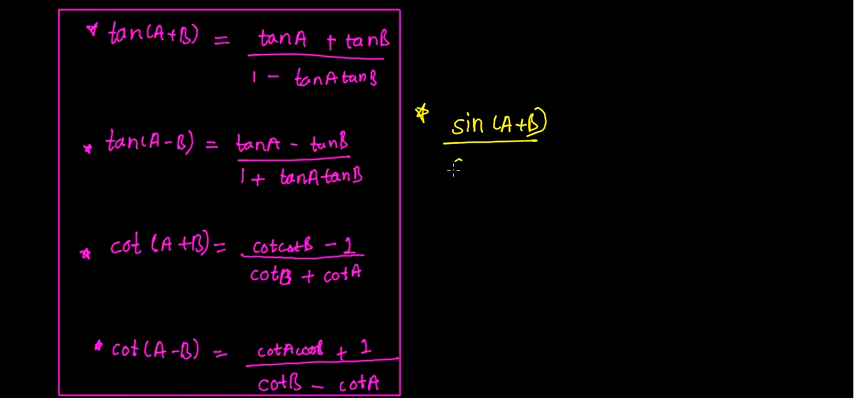 * tan(A+B) = tanA + tanB / 1 - tanA tanB
* tan(A-B) = tanA - tanB / 1 + tanA tanB
* cot (A+B) = cotcotB - 1 / cotB + cotA
* cot(A-B) = cotAcotB + 1 / cotB - cotA
* sin (A+B)